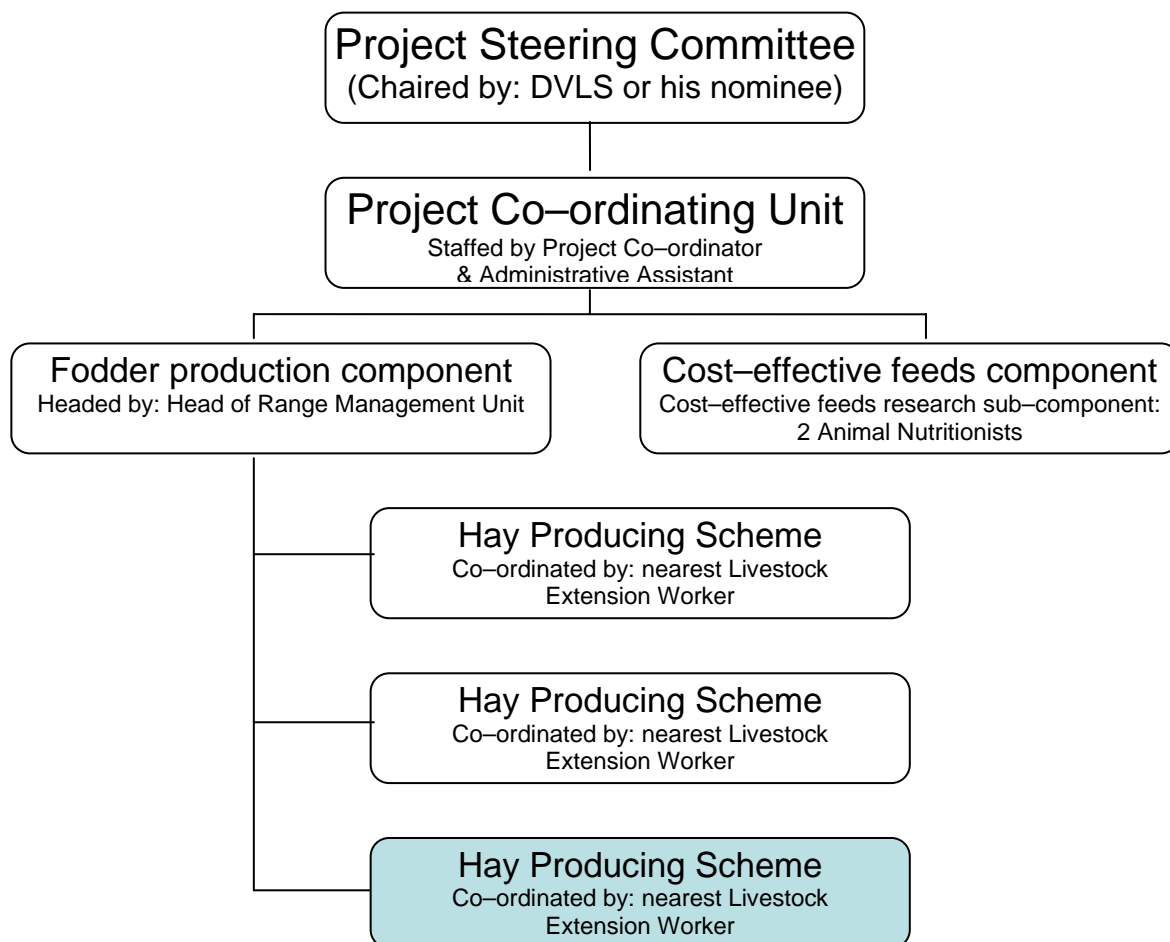 Project Steering Committee
(Chaired by: DVLS or his nominee)
Project Co–ordinating Unit
Staffed by Project Co–ordinator
& Administrative Assistant
Fodder production component
Headed by: Head of Range Management Unit
Cost–effective feeds component
Cost–effective feeds research sub–component:
2 Animal Nutritionists
Hay Producing Scheme
Co–ordinated by: nearest Livestock
Extension Worker
Hay Producing Scheme
Co–ordinated by: nearest Livestock
Extension Worker
Hay Producing Scheme
Co–ordinated by: nearest Livestock
Extension Worker